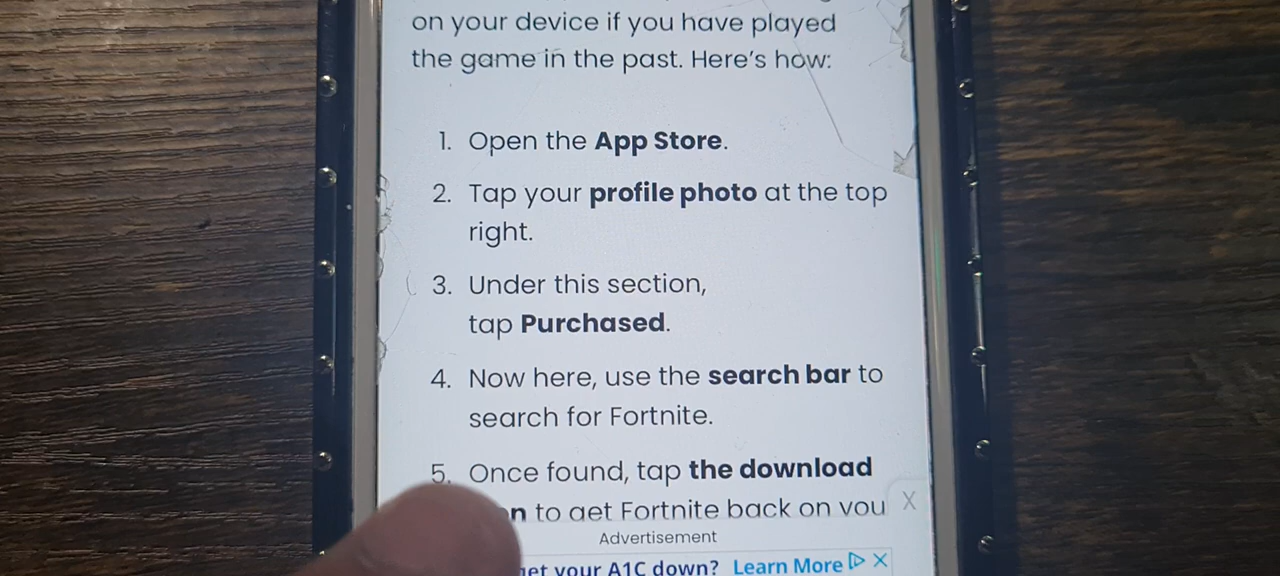 on your device if you have played
the game in the past. Here's how:
1. Open the App Store.
2. Tap your profile photo at the top
right.
3. Under this section,
tap Purchased.
4. Now here, use the search bar to
search for Fortnite.
5. Once found, tap the download
to get Fortnite back on you
X
Advertisement
your A1C down? Learn More